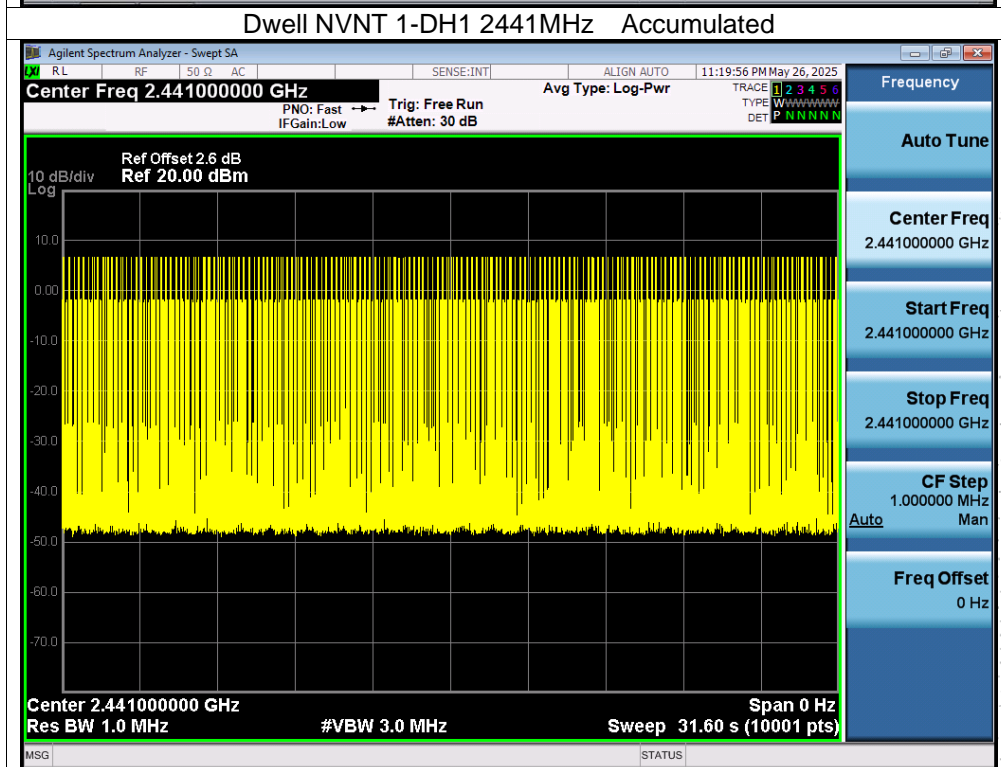 Dwell NVNT 1-DH1 2441MHz Accumulated
Agilent Spectrum Analyzer - Swept SA
LXI RL RF 50 Ω AC SENSE:INT ALIGN AUTO 11:19:56 PM May 26, 2025
Center Freq 2.441000000 GHz
PNO: Fast
IFGain:Low
Trig: Free Run
#Atten: 30 dB
Avg Type: Log-Pwr
TRACE 1 2 3 4 5 6
TYPE WWWWWW
DET P N N N N N
Frequency
Auto Tune
Center Freq
2.441000000 GHz
Start Freq
2.441000000 GHz
Stop Freq
2.441000000 GHz
CF Step
1.000000 MHz
Auto Man
Freq Offset
0 Hz
Ref Offset 2.6 dB
10 dB/div Ref 20.00 dBm
Log
10.0
0.00
-10.0
-20.0
-30.0
-40.0
-50.0
-60.0
-70.0
Center 2.441000000 GHz Span 0 Hz
Res BW 1.0 MHz #VBW 3.0 MHz Sweep 31.60 s (10001 pts)
MSG STATUS